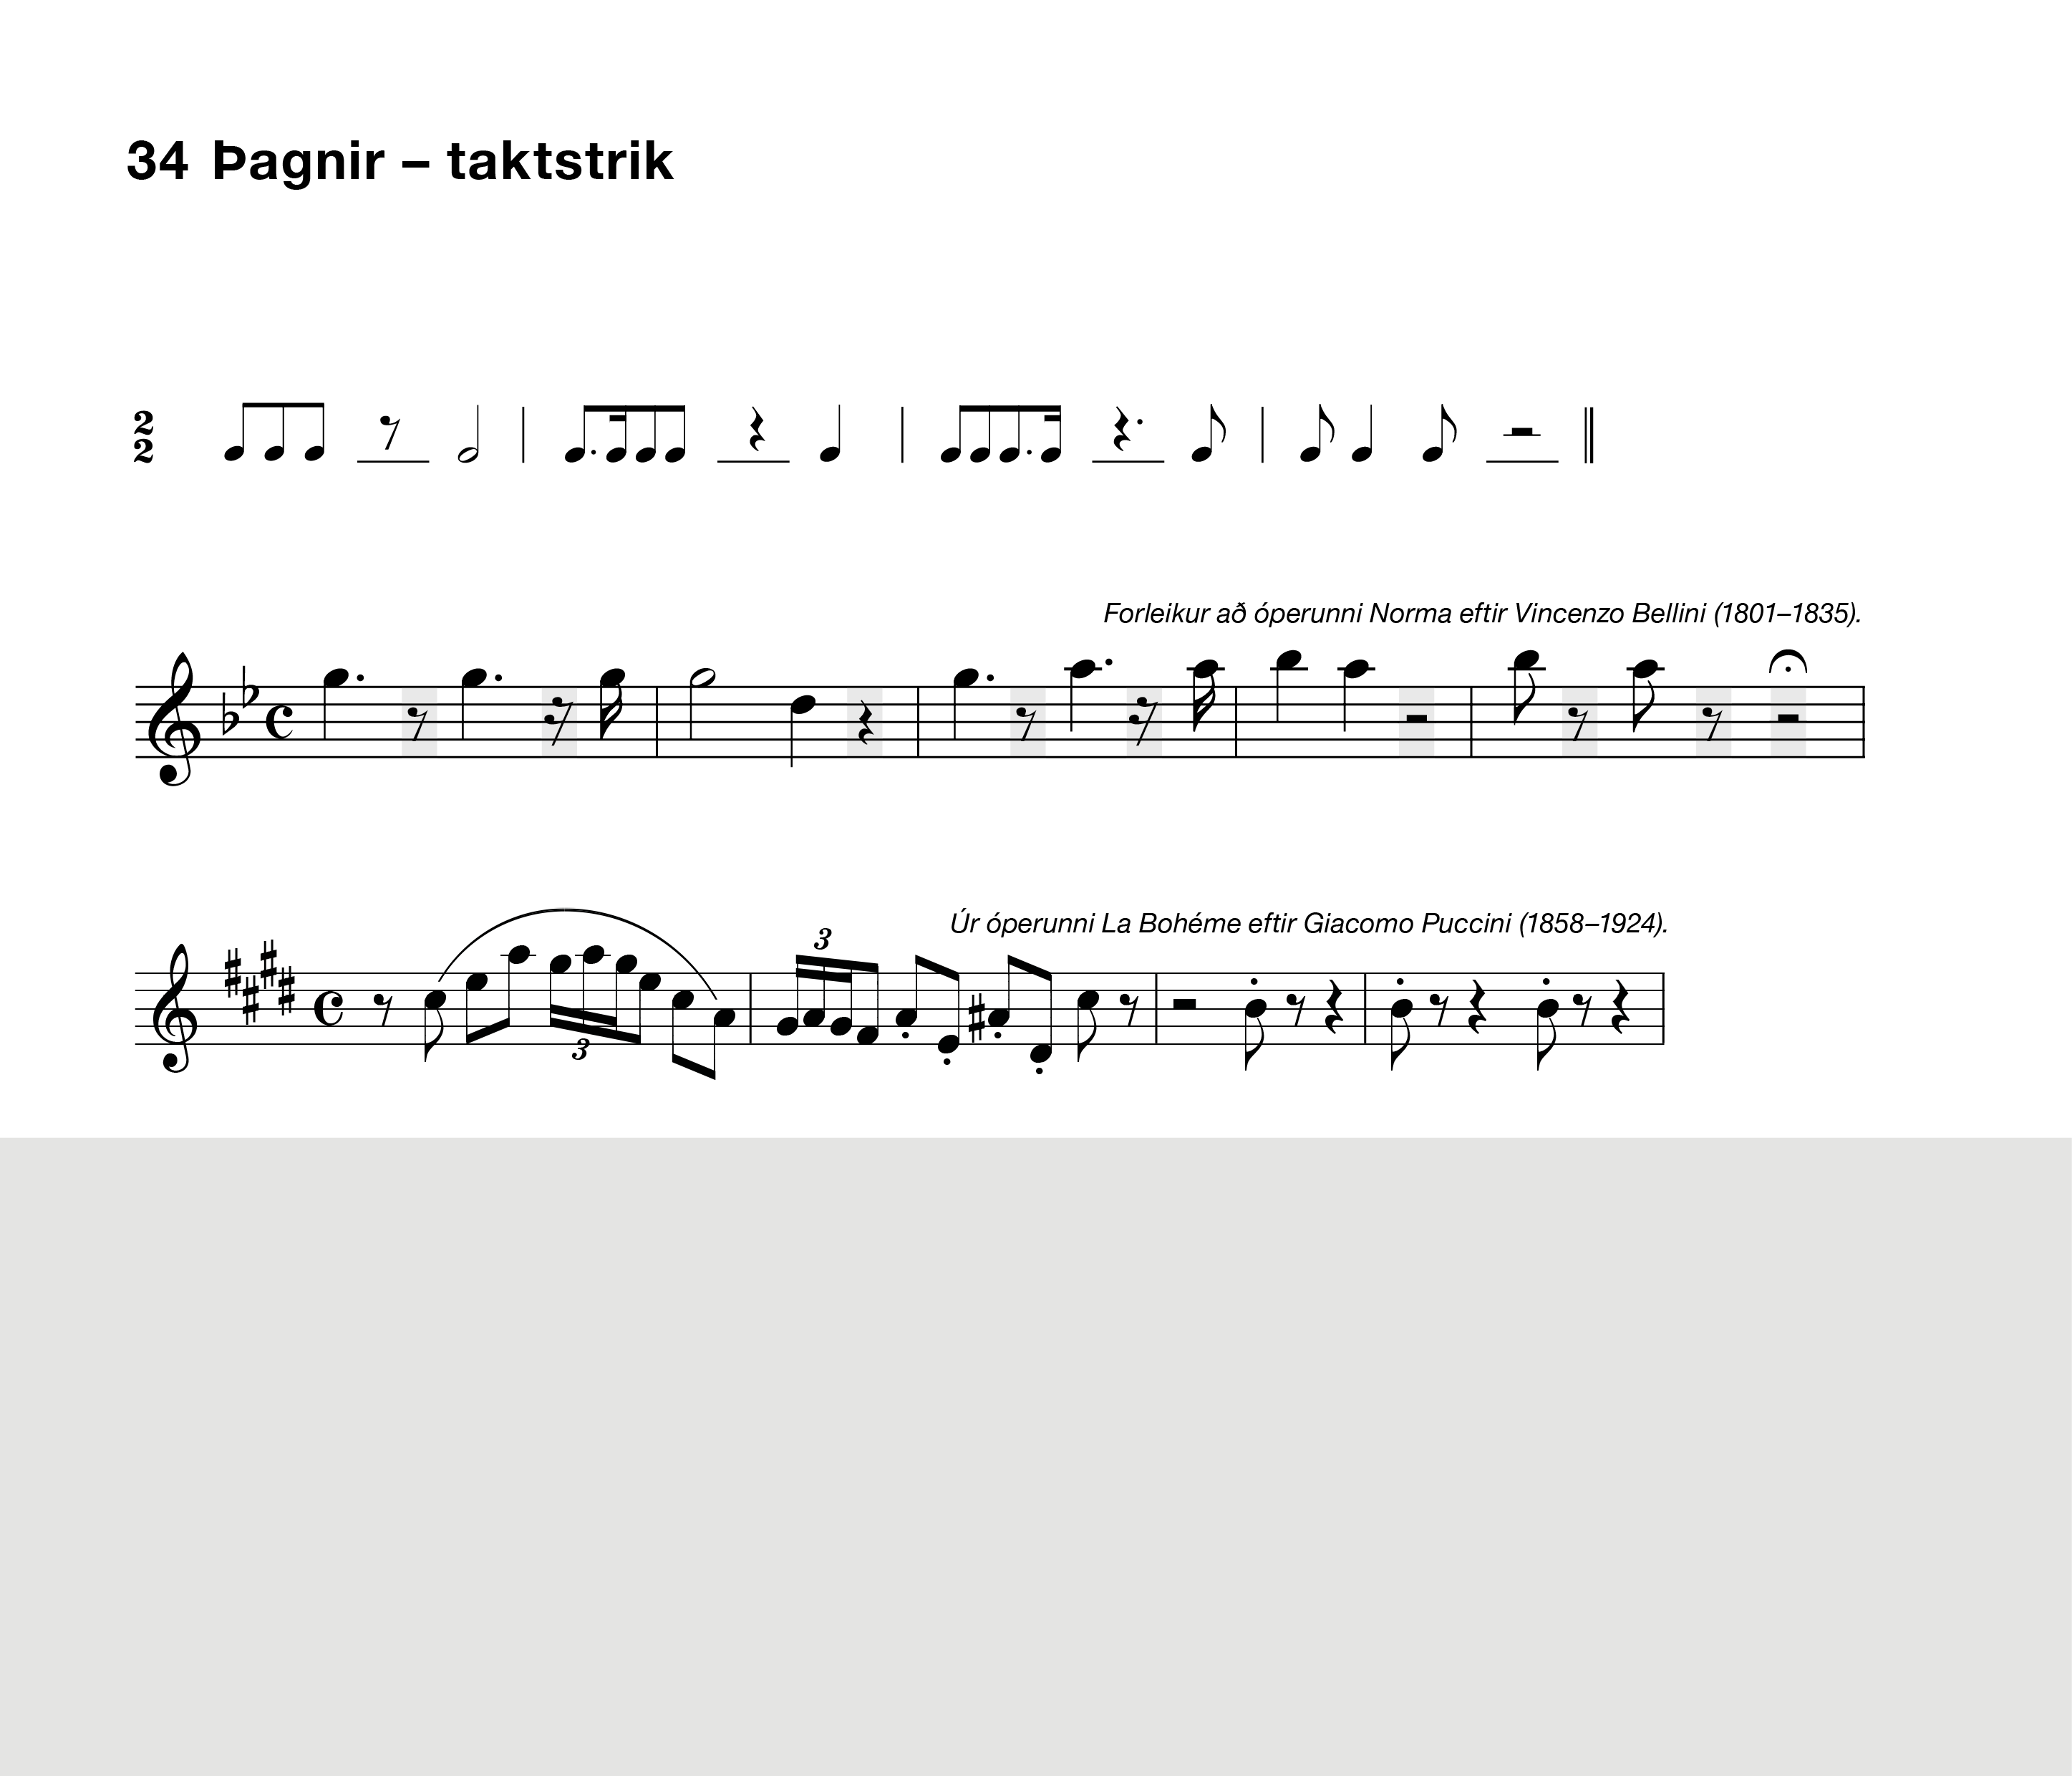 34 Þagnir – taktstrik
2
2
Forleikur að óperunni Norma eftir Vincenzo Bellini (1801–1835).
Úr óperunni La Bohéme eftir Giacomo Puccini (1858–1924).
3
3